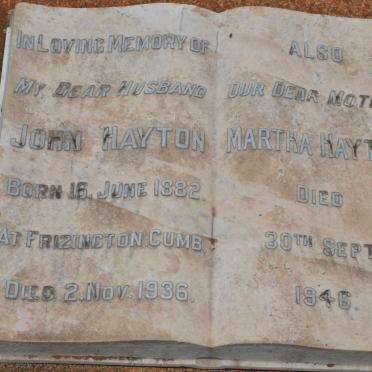 IN LOVING MEMORY OF
MY DEAR HUSBAND
JOHN HAYTON
BORN 16, JUNE 1882.
AT FRIZINGTON. CUMB.
DIED 2. NOV. 1936.
ALSO
OUR DEAR MOTH
MARTHA HAYT
DIED
30TH SEPT
1946.